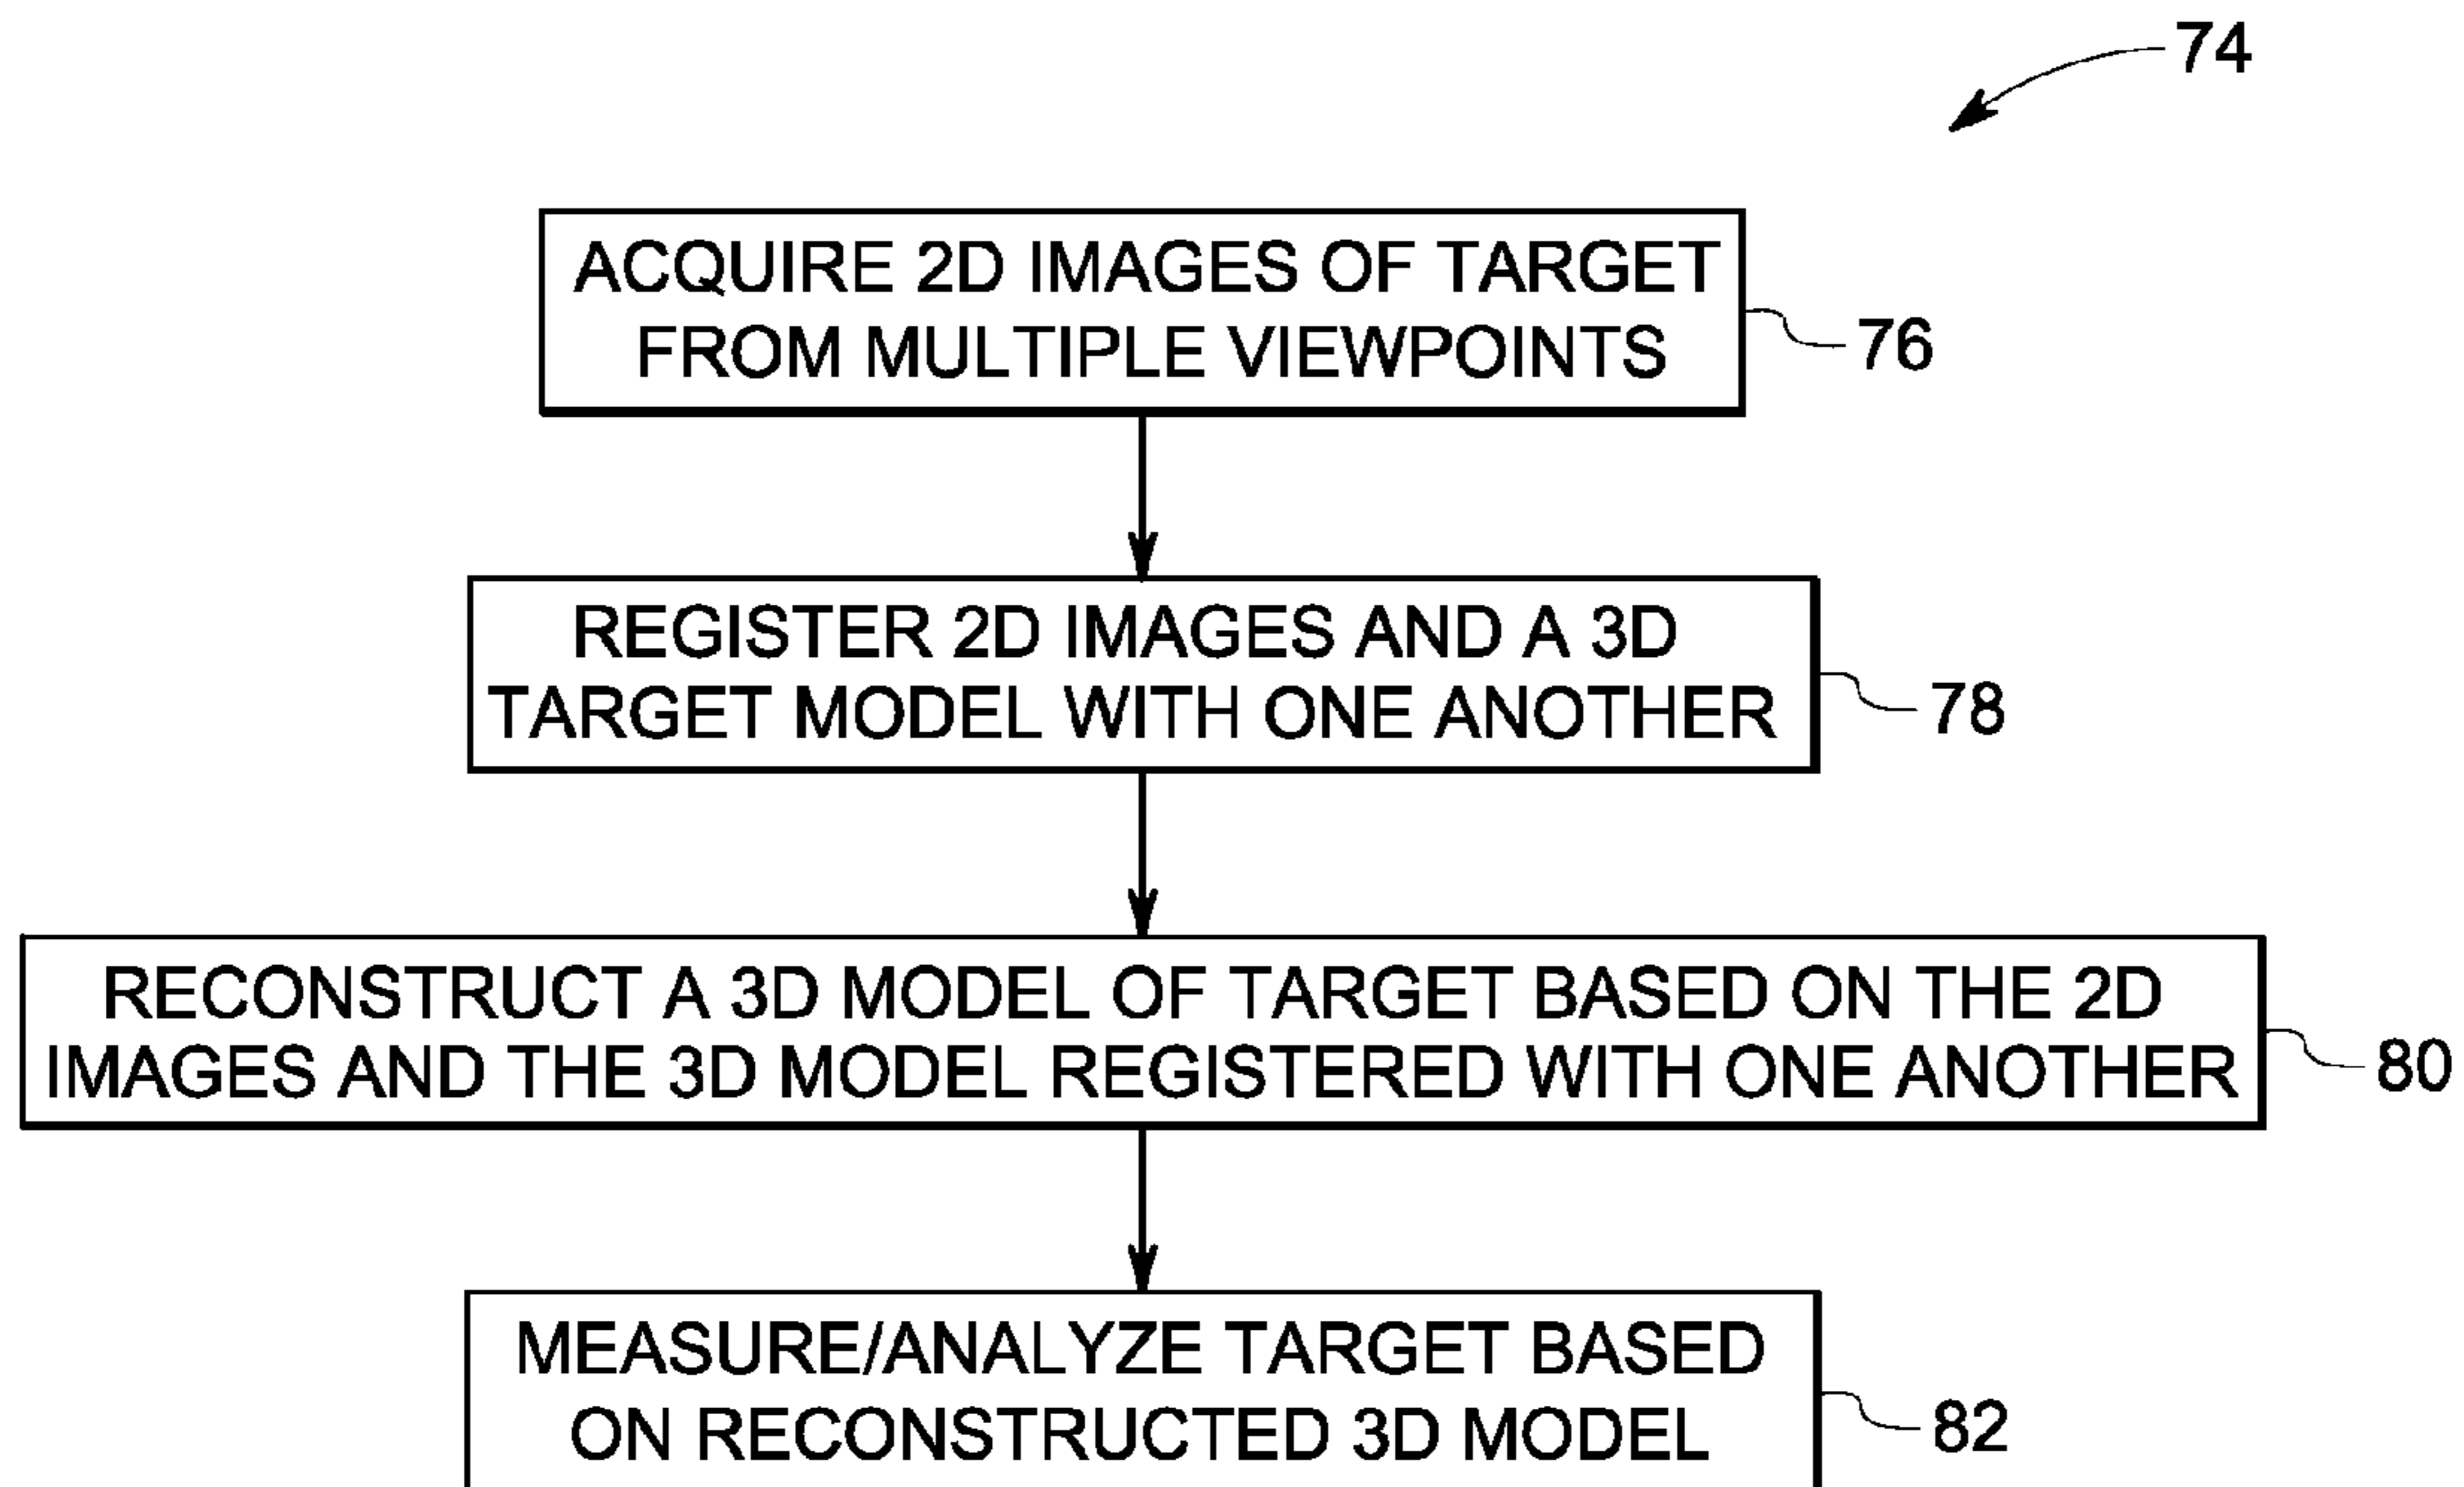 74
ACQUIRE 2D IMAGES OF TARGET
FROM MULTIPLE VIEWPOINTS
76
REGISTER 2D IMAGES AND A 3D
TARGET MODEL WITH ONE ANOTHER
78
RECONSTRUCT A 3D MODEL OF TARGET BASED ON THE 2D
IMAGES AND THE 3D MODEL REGISTERED WITH ONE ANOTHER
80
MEASURE/ANALYZE TARGET BASED
ON RECONSTRUCTED 3D MODEL
82